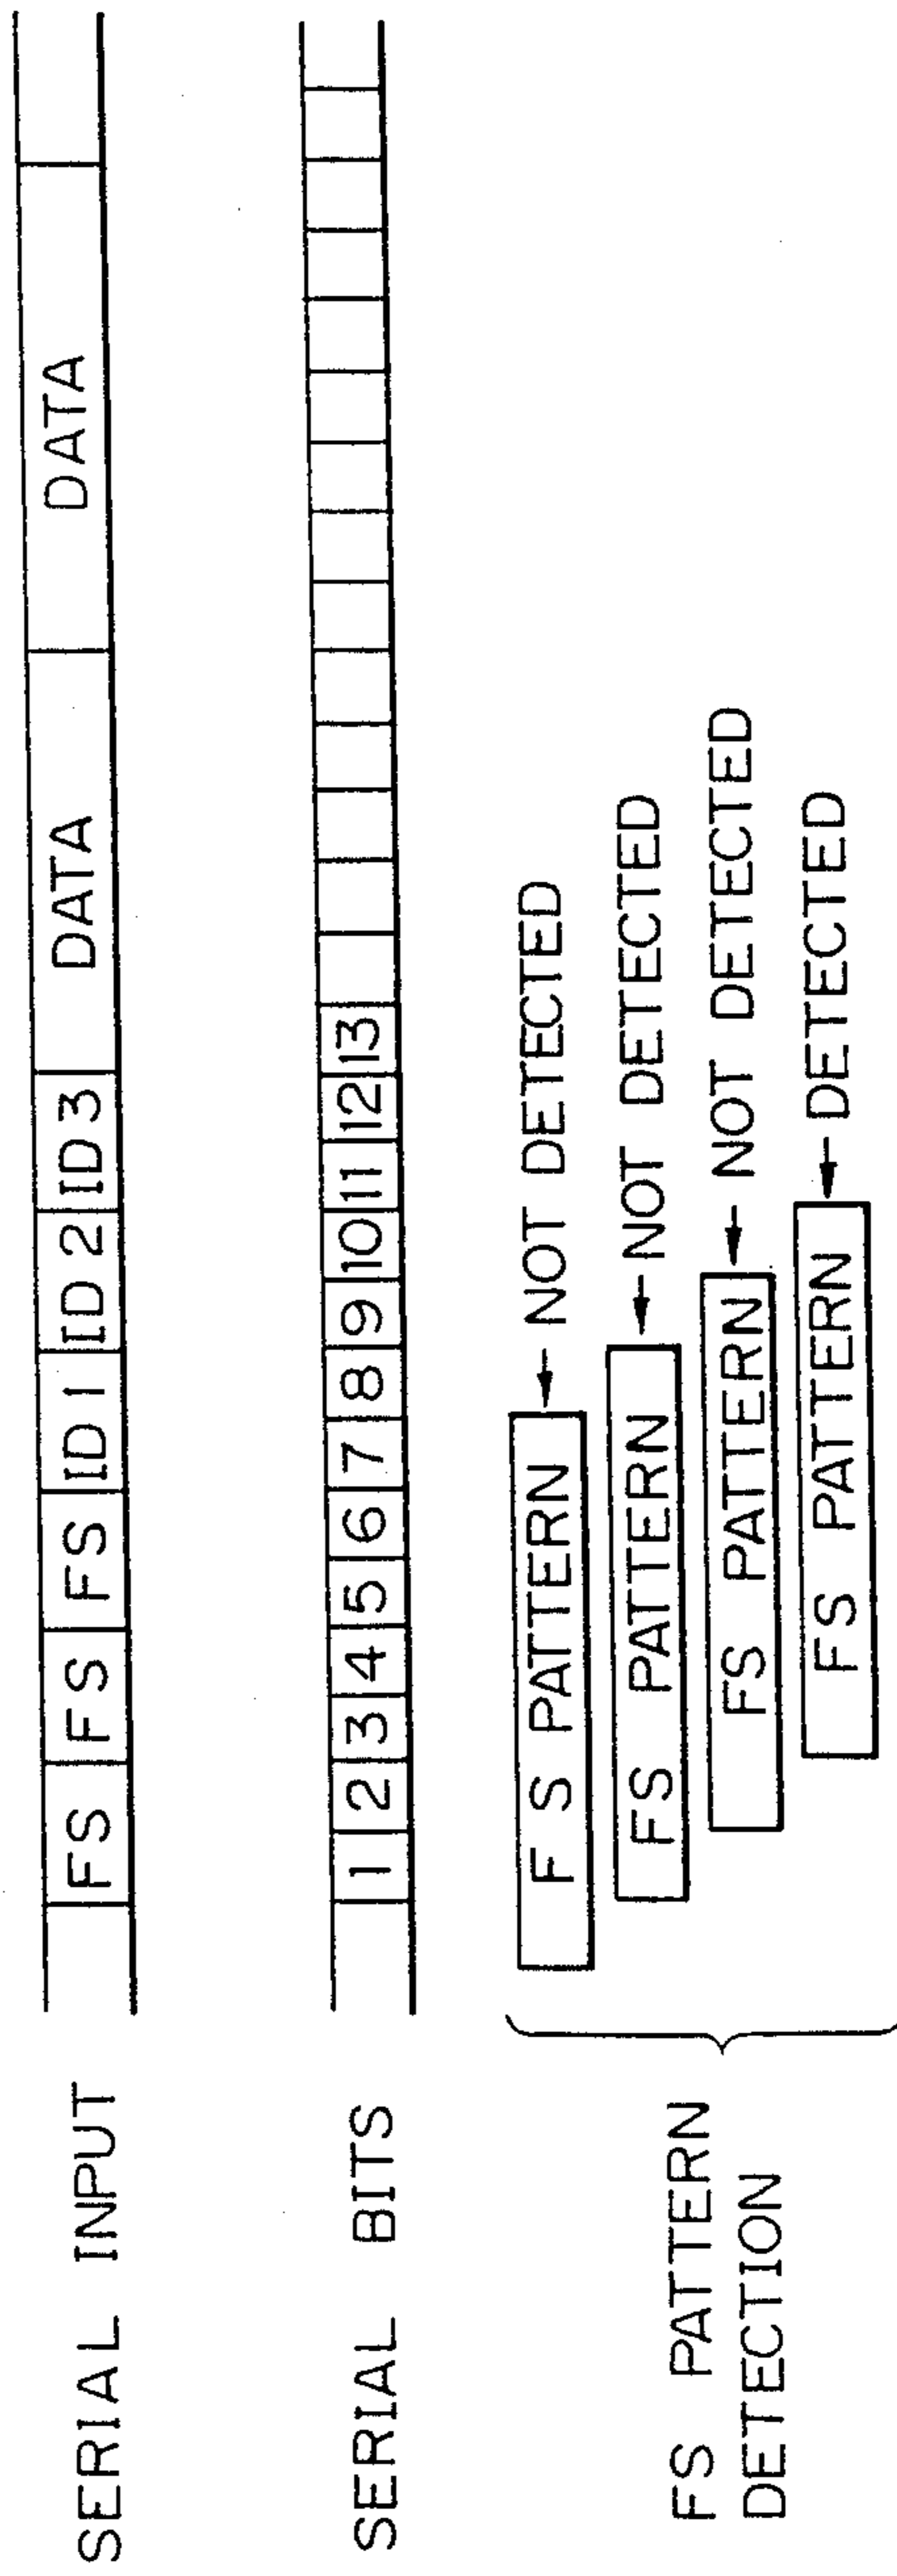 SERIAL INPUT FS FS FS ID 1 ID 2 ID 3 DATA DATA
SERIAL BITS 1 2 3 4 5 6 7 8 9 10 11 12 13
FS PATTERN
DETECTION
F S PATTERN NOT DETECTED
FS PATTERN NOT DETECTED
FS PATTERN NOT DETECTED
FS PATTERN DETECTED